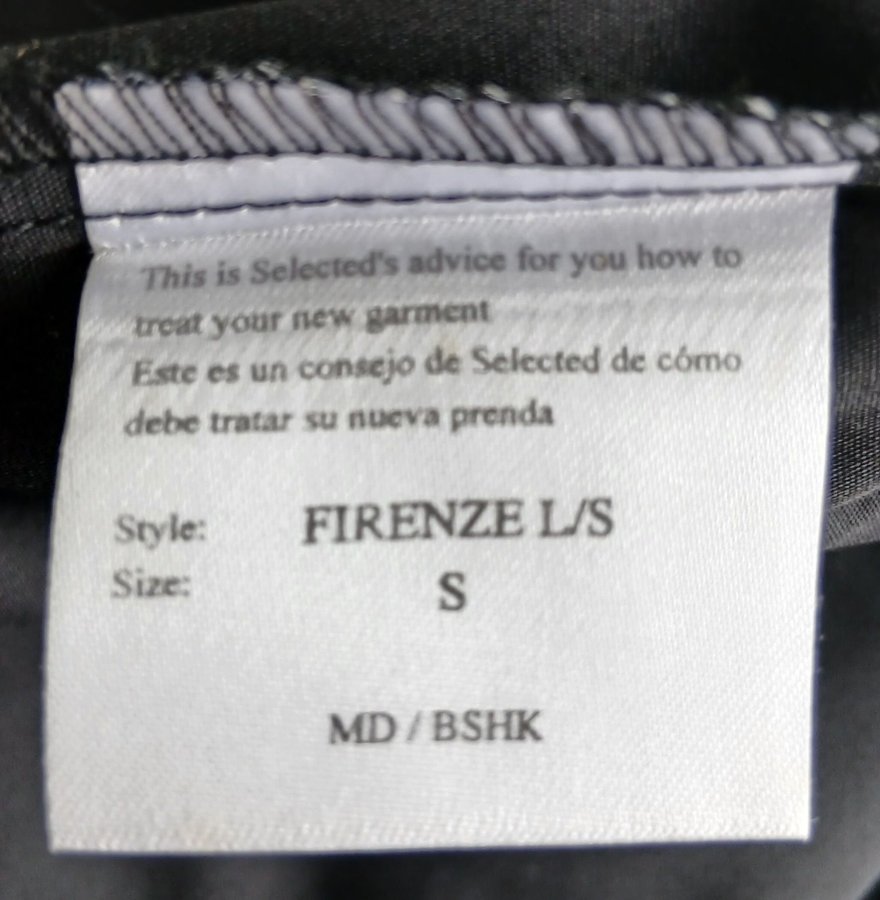 This is Selected's advice for you how to
treat your new garment
Este es un consejo de Selected de cómo
debe tratar su nueva prenda
Style: FIRENZE L/S
Size: S
MD / BSHK